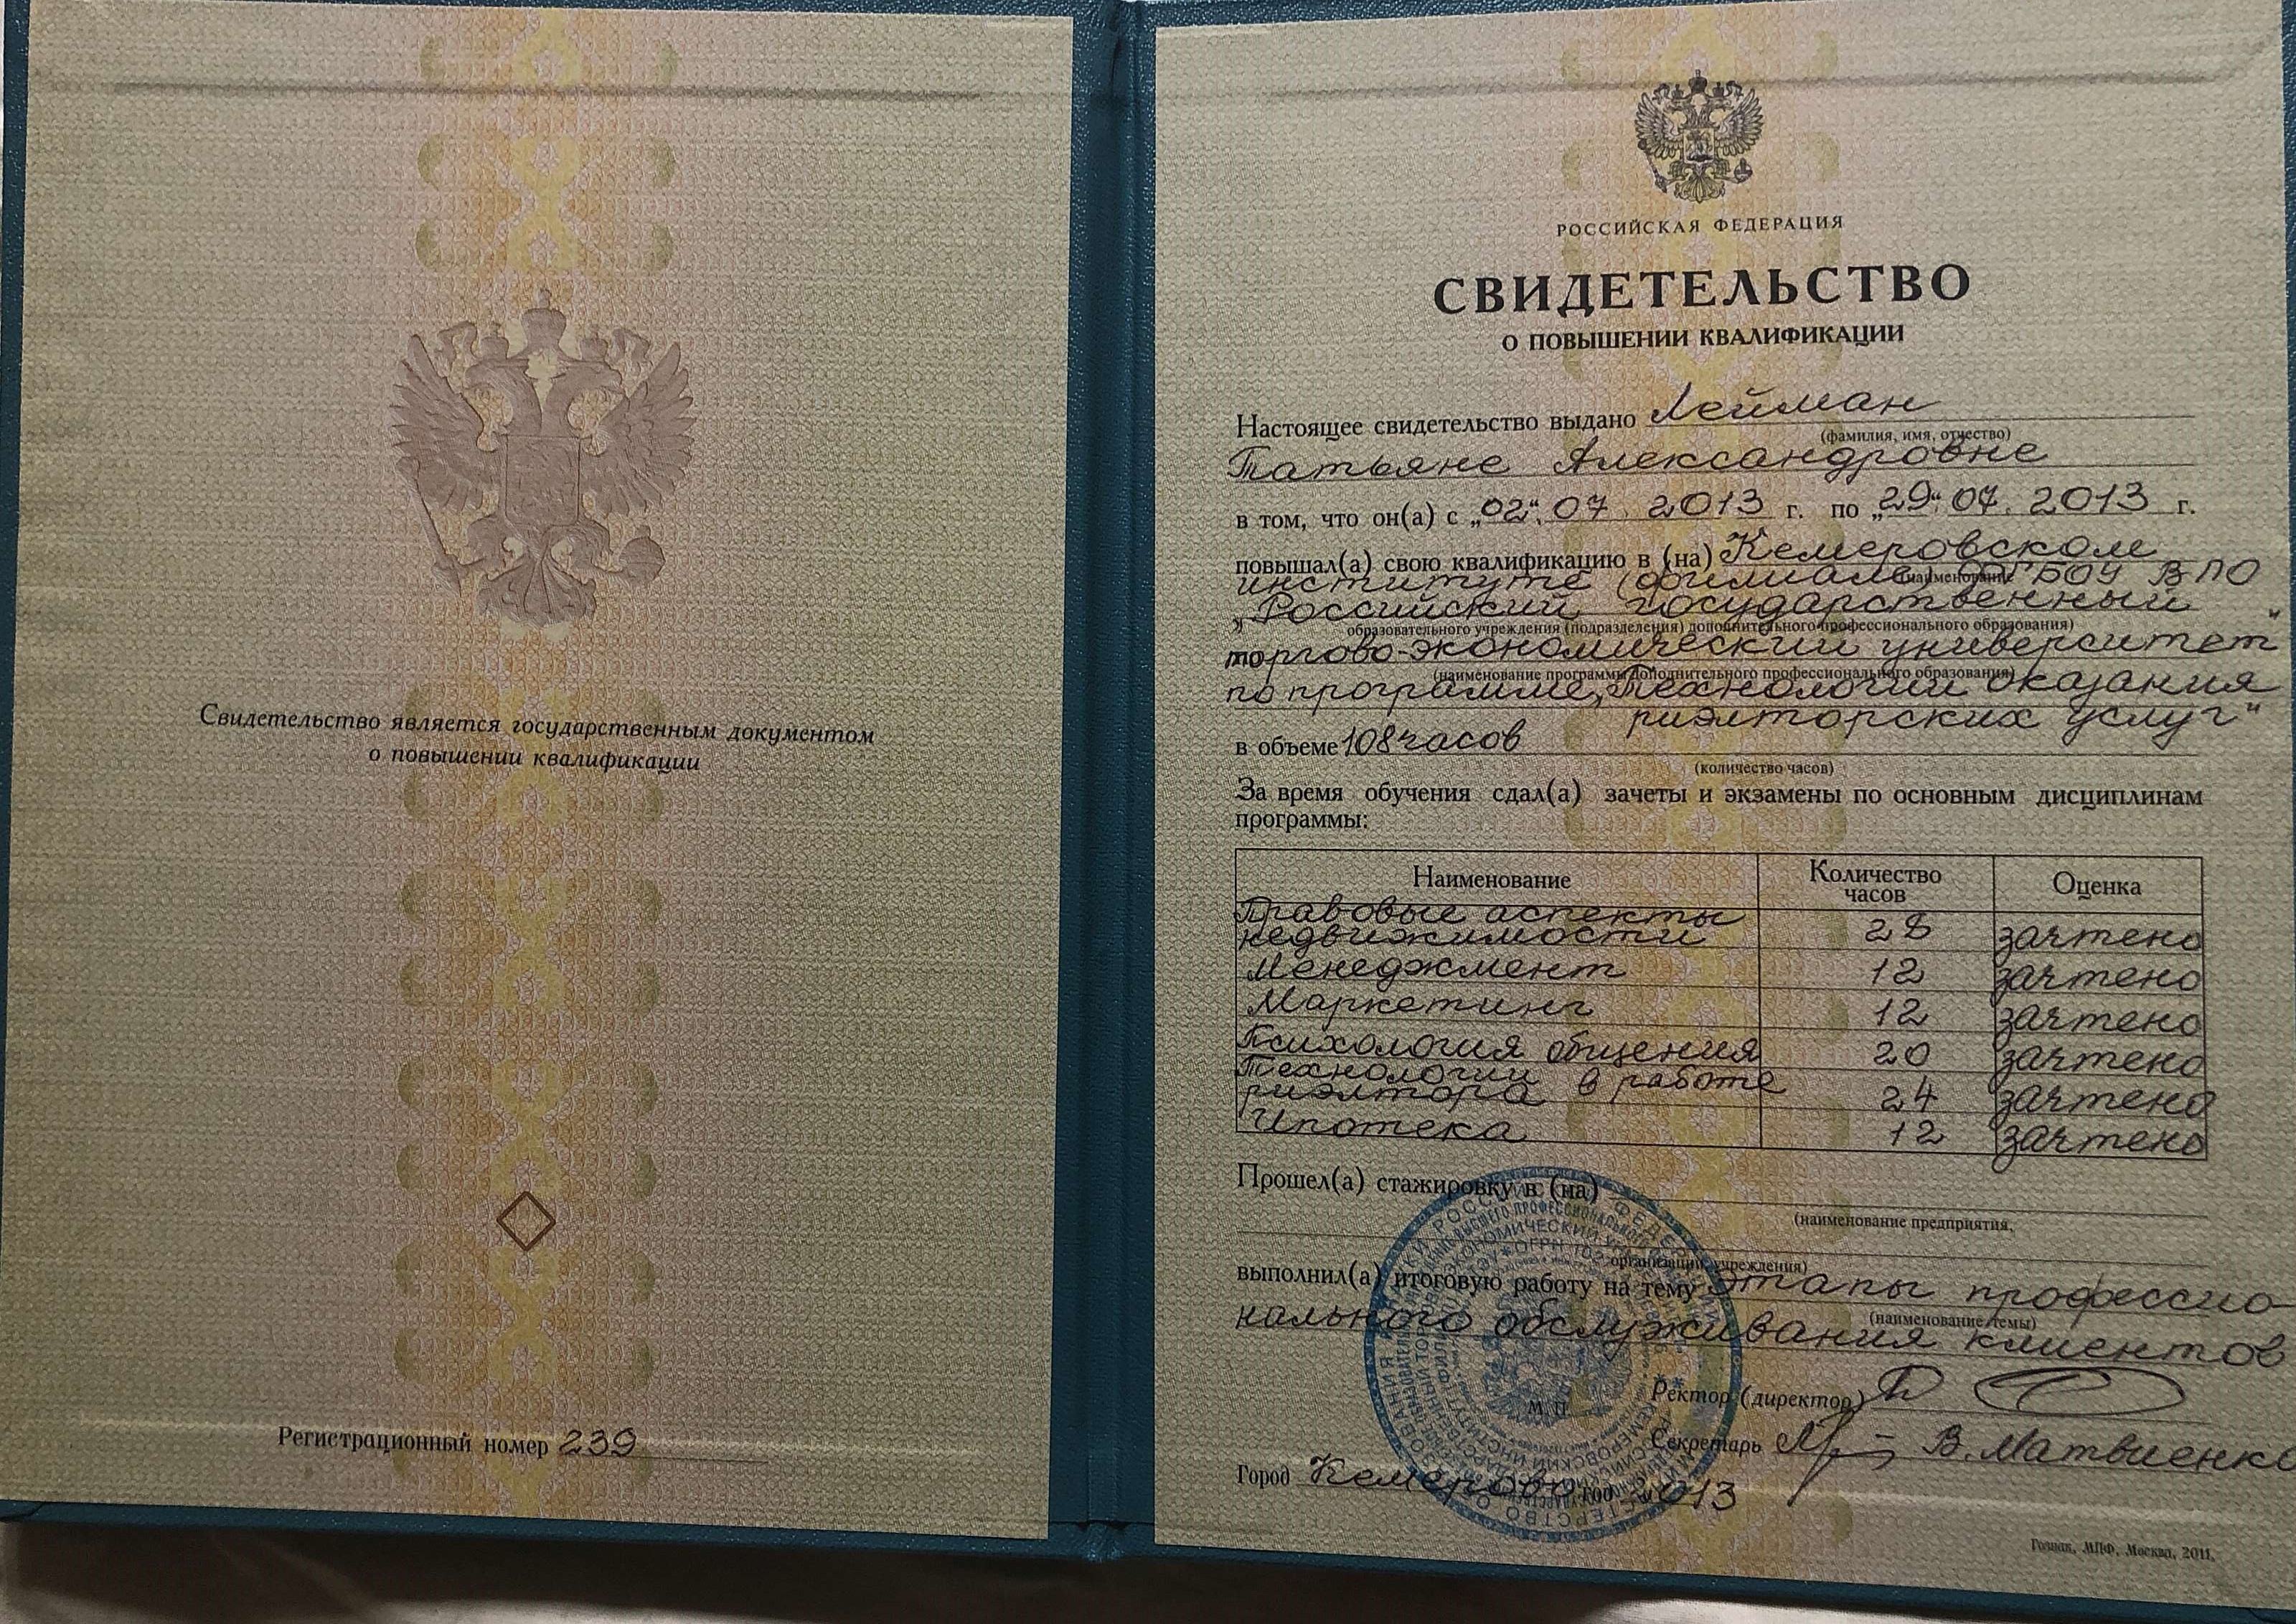 Свидетельство является государственным документом
о повышении квалификации
Регистрационный номер 239
РОССИЙСКАЯ ФЕДЕРАЦИЯ
СВИДЕТЕЛЬСТВО
О ПОВЫШЕНИИ КВАЛИФИКАЦИИ
Настоящее свидетельство выдано Лейман
(фамилия, имя, отчество)
Татьяне Александровне
в том, что он(а) с „02“. 07. 2013 г. по „29“. 07. 2013 г.
повышал(а) свою квалификацию в (на) Кемеровском
(наименование
институте (филиале) ФГБОУ ВПО
„Российский государственный
образовательного учреждения (подразделения) дополнительного профессионального образования)
торгово-экономический университет"
(наименование программы дополнительного профессионального образования)
по программе „Технологии оказания
риэлторских услуг"
в объеме 108 часов
(количество часов)
За время обучения сдал(а) зачеты и экзамены по основным дисциплинам
программы:
Наименование Количество часов Оценка
Правовые аспекты
недвижимости 28 зачтено
Менеджмент 12 зачтено
Маркетинг 12 зачтено
Психология общения 20 зачтено
Технологии в работе
риэлтора 24 зачтено
Ипотека 12 зачтено
Прошел(а) стажировку в (на)
(наименование предприятия,
организации, учреждения)
выполнил(а) итоговую работу на тему Этапы профессио-
(наименование темы)
нального обслуживания клиентов
М П
Ректор (директор)
Секретарь В. Матвиенко
Город Кемерово год 2013
Гознак, МПФ, Москва, 2011.